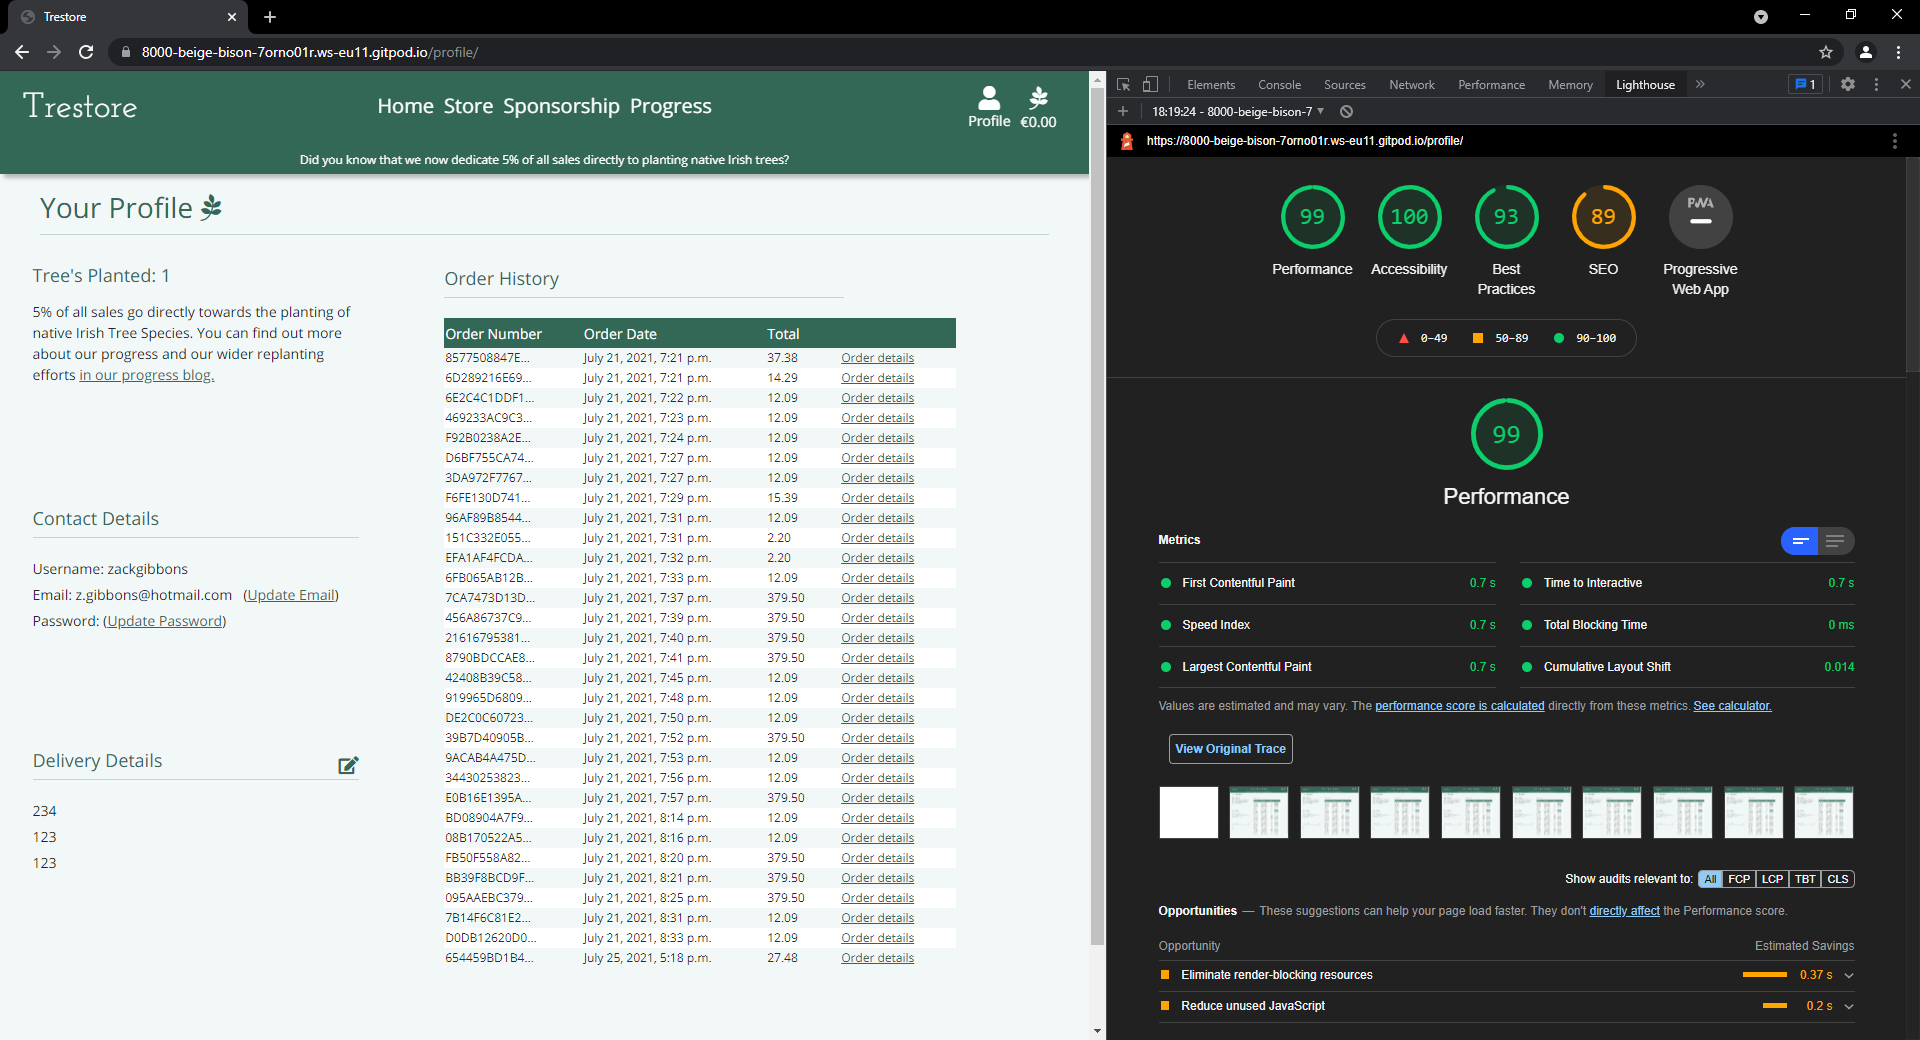 Trestore
8000-beige-bison-7orno01r.ws-eu11.gitpod.io/profile/
Trestore
Home Store Sponsorship Progress
Profile €0.00
Did you know that we now dedicate 5% of all sales directly to planting native Irish trees?
Your Profile
Tree's Planted: 1
5% of all sales go directly towards the planting of
native Irish Tree Species. You can find out more
about our progress and our wider replanting
efforts in our progress blog.
Contact Details
Username: zackgibbons
Email: z.gibbons@hotmail.com (Update Email)
Password: (Update Password)
Delivery Details
234
123
123
Order History
Order Number Order Date Total
8577508847E... July 21, 2021, 7:21 p.m. 37.38 Order details
6D289216E69... July 21, 2021, 7:21 p.m. 14.29 Order details
6E2C4C1DDF1... July 21, 2021, 7:22 p.m. 12.09 Order details
469233AC9C3... July 21, 2021, 7:23 p.m. 12.09 Order details
F92B0238A2E... July 21, 2021, 7:24 p.m. 12.09 Order details
D6BF755CA74... July 21, 2021, 7:27 p.m. 12.09 Order details
3DA972F7767... July 21, 2021, 7:27 p.m. 12.09 Order details
F6FE130D741... July 21, 2021, 7:29 p.m. 15.39 Order details
96AF89B8544... July 21, 2021, 7:31 p.m. 12.09 Order details
151C332E055... July 21, 2021, 7:31 p.m. 2.20 Order details
EFA1AF4FCDA... July 21, 2021, 7:32 p.m. 2.20 Order details
6FB065AB12B... July 21, 2021, 7:33 p.m. 12.09 Order details
7CA7473D13D... July 21, 2021, 7:37 p.m. 379.50 Order details
456A86737C9... July 21, 2021, 7:39 p.m. 379.50 Order details
21616795381... July 21, 2021, 7:40 p.m. 379.50 Order details
8790BDCCAE8... July 21, 2021, 7:41 p.m. 379.50 Order details
42408B39C58... July 21, 2021, 7:45 p.m. 12.09 Order details
919965D6809... July 21, 2021, 7:48 p.m. 12.09 Order details
DE2C0C60723... July 21, 2021, 7:50 p.m. 12.09 Order details
39B7D40905B... July 21, 2021, 7:52 p.m. 379.50 Order details
9ACAB4A475D... July 21, 2021, 7:53 p.m. 12.09 Order details
34430253823... July 21, 2021, 7:56 p.m. 12.09 Order details
E0B16E1395A... July 21, 2021, 7:57 p.m. 379.50 Order details
BD08904A7F9... July 21, 2021, 8:14 p.m. 12.09 Order details
08B170522A5... July 21, 2021, 8:16 p.m. 12.09 Order details
FB50F558A82... July 21, 2021, 8:20 p.m. 379.50 Order details
BB39F8BCD9F... July 21, 2021, 8:21 p.m. 379.50 Order details
095AAEBC379... July 21, 2021, 8:25 p.m. 379.50 Order details
7B14F6C81E2... July 21, 2021, 8:31 p.m. 12.09 Order details
D0DB12620D0... July 21, 2021, 8:33 p.m. 12.09 Order details
654459BD1B4... July 25, 2021, 5:18 p.m. 27.48 Order details
Elements Console Sources Network Performance Memory Lighthouse » 1
18:19:24 - 8000-beige-bison-7
https://8000-beige-bison-7orno01r.ws-eu11.gitpod.io/profile/
99 100 93 89 PWA
Performance Accessibility Best Practices SEO Progressive Web App
0–49 50–89 90–100
99
Performance
Metrics
First Contentful Paint 0.7 s Time to Interactive 0.7 s
Speed Index 0.7 s Total Blocking Time 0 ms
Largest Contentful Paint 0.7 s Cumulative Layout Shift 0.014
Values are estimated and may vary. The performance score is calculated directly from these metrics. See calculator.
View Original Trace
Show audits relevant to: All FCP LCP TBT CLS
Opportunities — These suggestions can help your page load faster. They don't directly affect the Performance score.
Opportunity Estimated Savings
Eliminate render-blocking resources 0.37 s
Reduce unused JavaScript 0.2 s